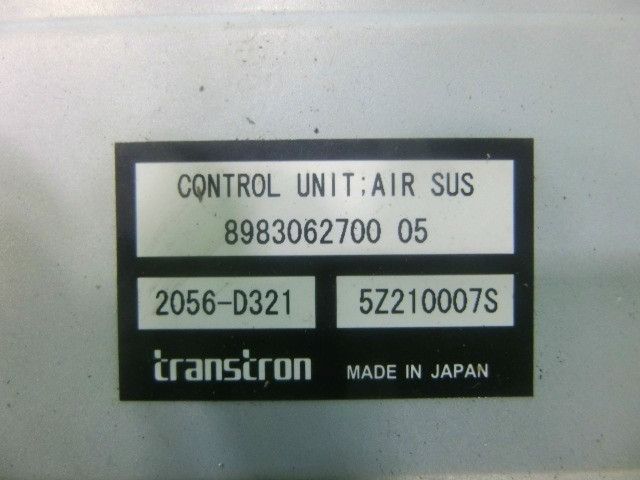 CONTROL UNIT;AIR SUS
8983062700 05
2056-D321 5Z210007S
transtron MADE IN JAPAN